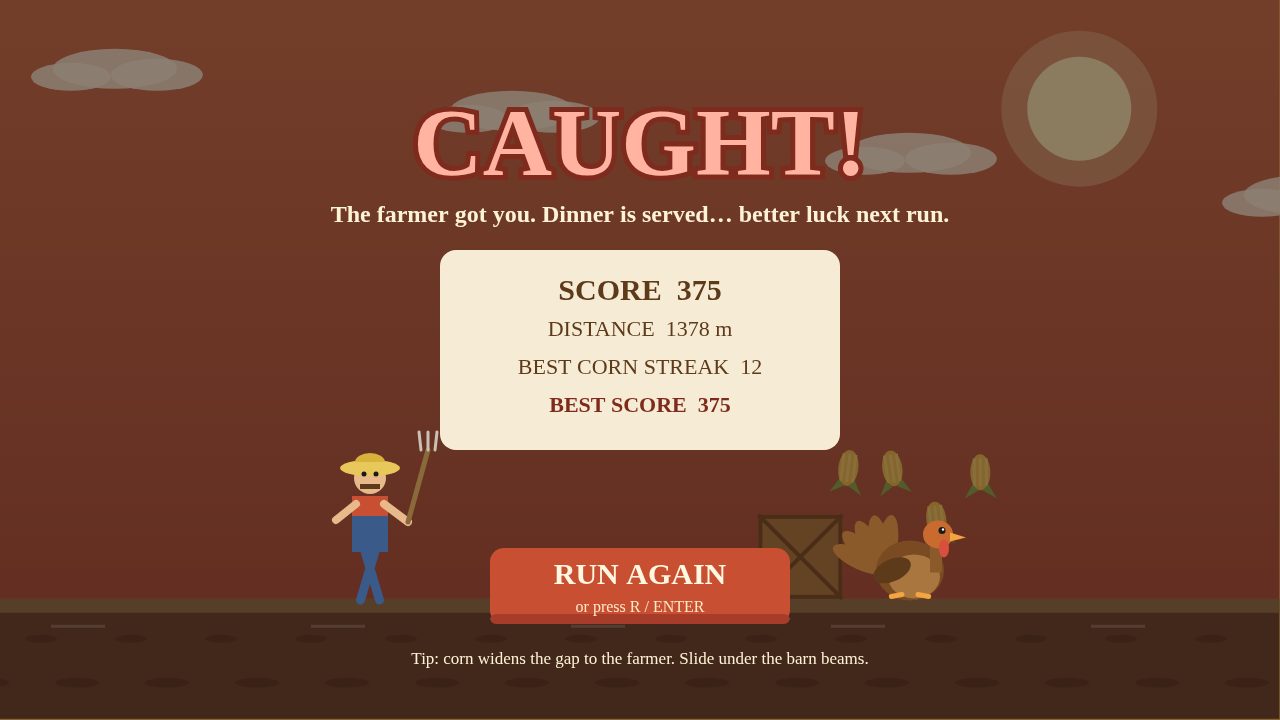 CAUGHT!
The farmer got you. Dinner is served… better luck next run.
SCORE 375
DISTANCE 1378 m
BEST CORN STREAK 12
BEST SCORE 375
RUN AGAIN
or press R / ENTER
Tip: corn widens the gap to the farmer. Slide under the barn beams.